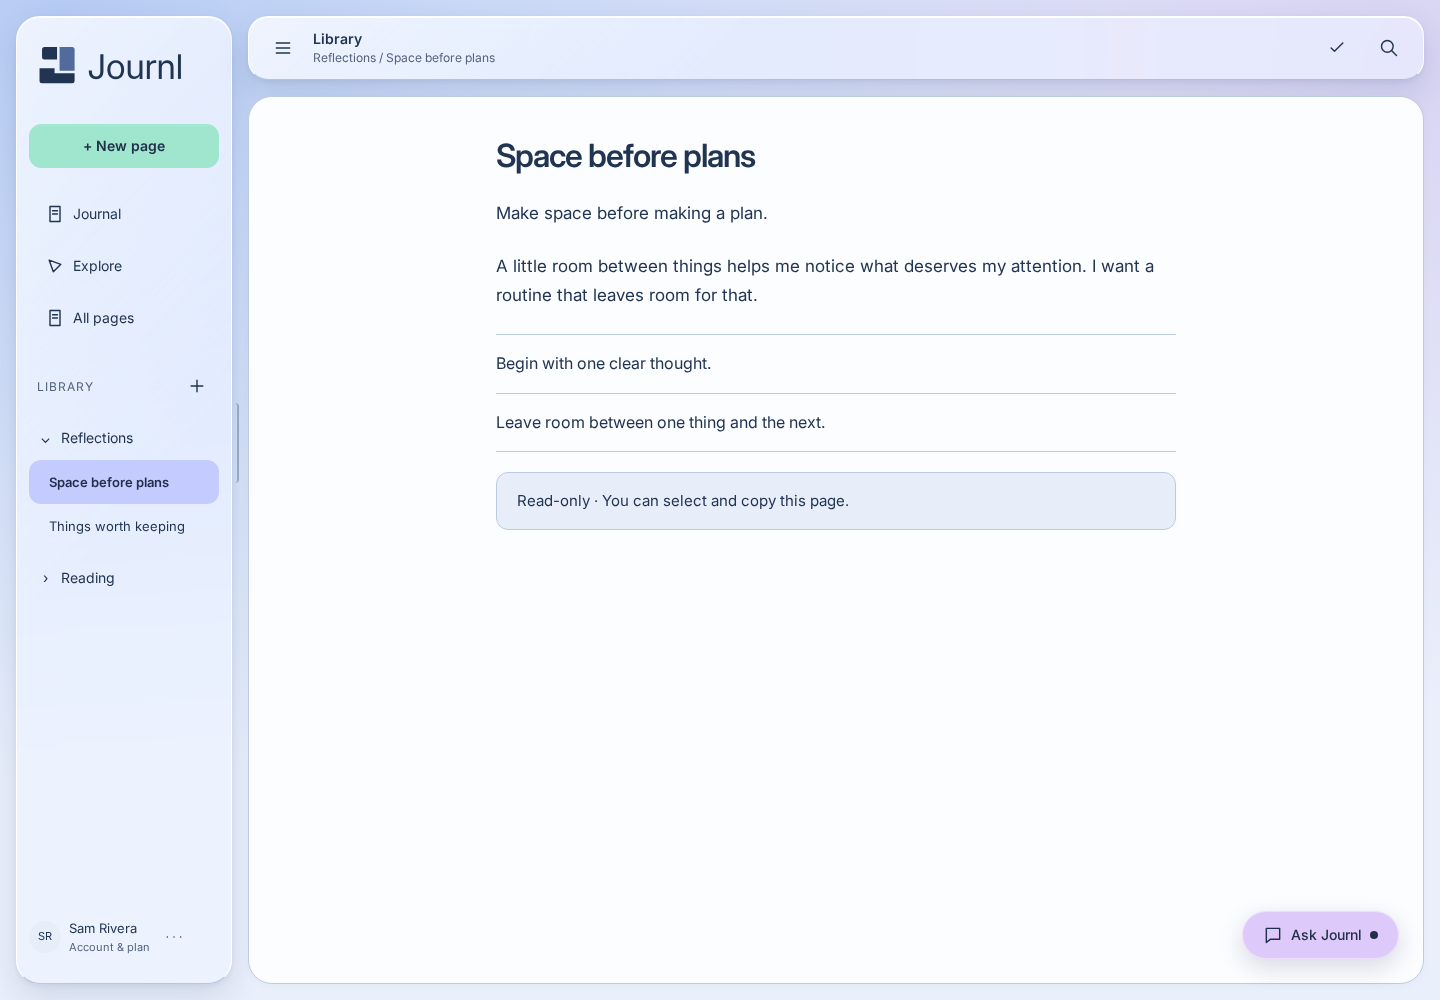 Journl
+ New page
Journal
Explore
All pages
LIBRARY
Reflections
Space before plans
Things worth keeping
Reading
SR
Sam Rivera
Account & plan
Library
Reflections / Space before plans
Space before plans
Make space before making a plan.
A little room between things helps me notice what deserves my attention. I want a
routine that leaves room for that.
Begin with one clear thought.
Leave room between one thing and the next.
Read-only · You can select and copy this page.
Ask Journl